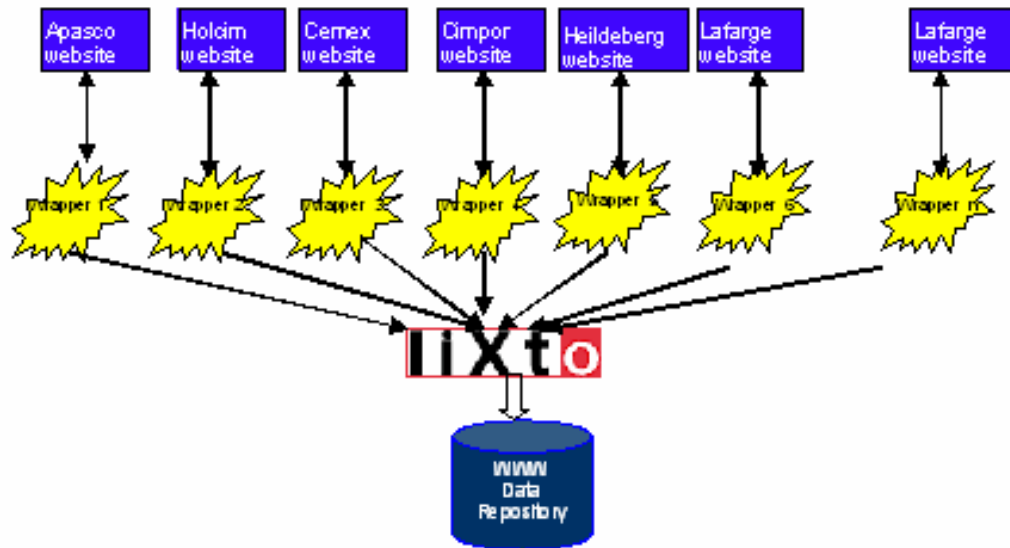 Apasco
website
Holcim
website
Cemex
website
Cimpor
website
Heildeberg
website
Lafarge
website
Lafarge
website
Wrapper 1
Wrapper 2
Wrapper 3
Wrapper 4
Wrapper 5
Wrapper 6
Wrapper n
liXto
WWW
Data
Repository